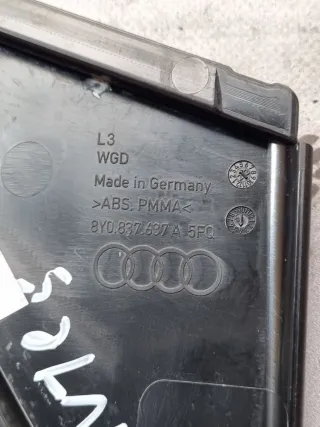 L3
WGD
Made in Germany
>ABS. PMMA<
8Y0.837.637 A 5FQ